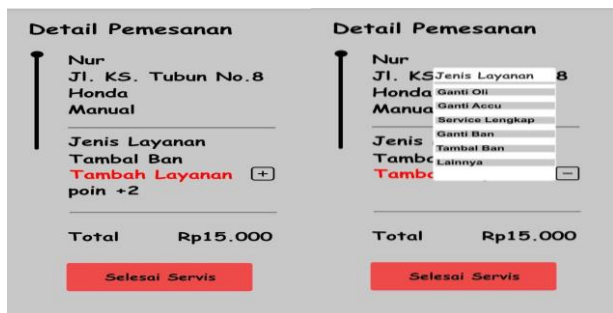 Detail Pemesanan
Nur
Jl. KS. Tubun No.8
Honda
Manual
Jenis Layanan
Tambal Ban
Tambah Layanan +
poin +2
Total Rp15.000
Selesai Servis
Detail Pemesanan
Nur
Jl. KS 8
Honda
Manua
Jenis Layanan
Ganti Oli
Ganti Accu
Service Lengkap
Ganti Ban
Tambal Ban
Lainnya
Jenis
Tamba
Tamba −
Total Rp15.000
Selesai Servis